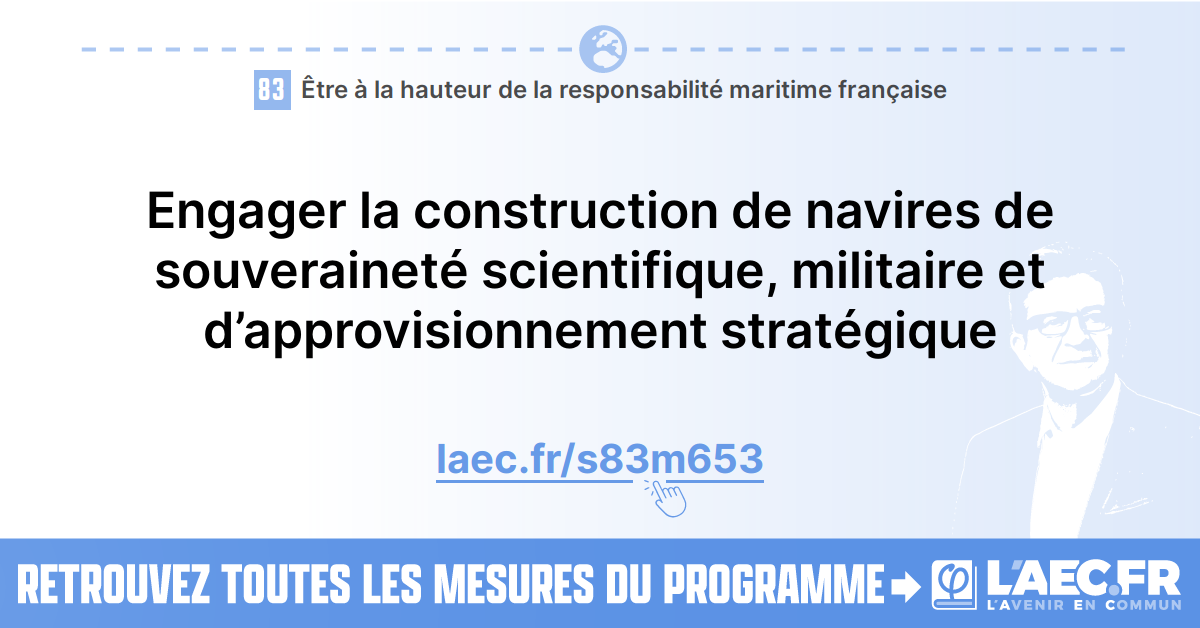 83 Être à la hauteur de la responsabilité maritime française
Engager la construction de navires de
souveraineté scientifique, militaire et
d’approvisionnement stratégique
laec.fr/s83m653
RETROUVEZ TOUTES LES MESURES DU PROGRAMME
φ L'AEC.FR
L'AVENIR EN COMMUN